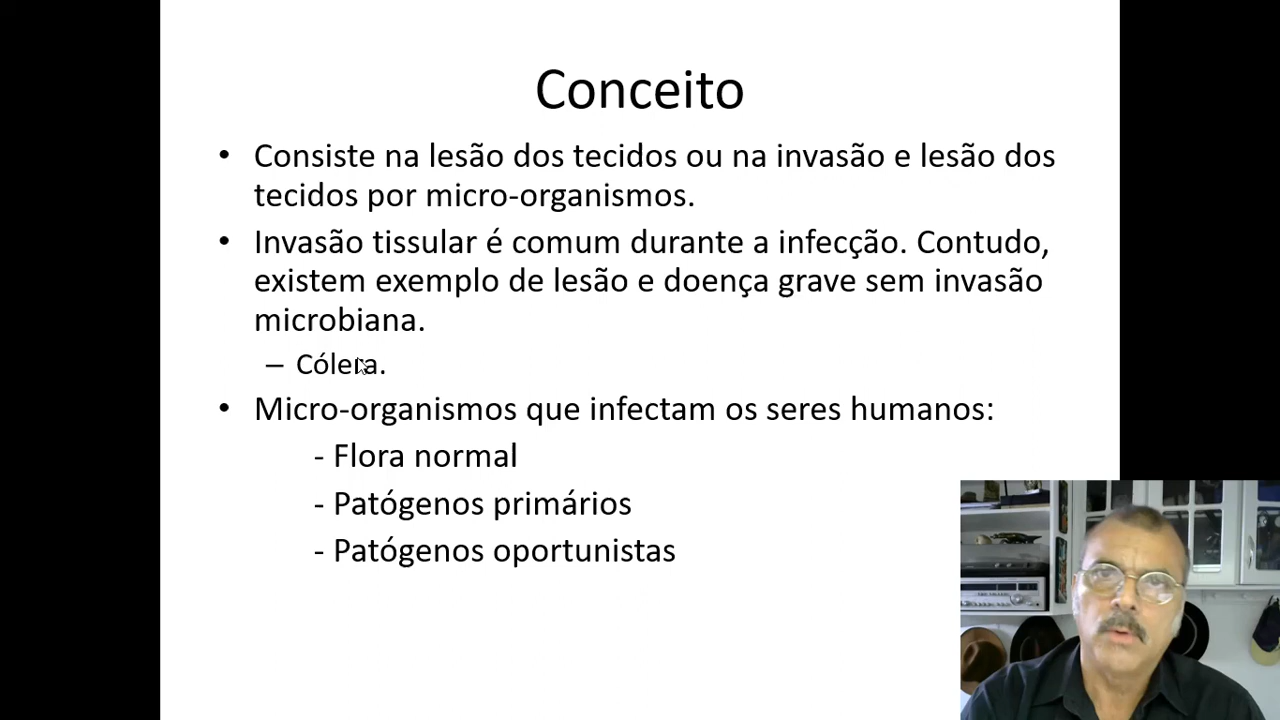 Conceito
• Consiste na lesão dos tecidos ou na invasão e lesão dos
tecidos por micro-organismos.
• Invasão tissular é comum durante a infecção. Contudo,
existem exemplo de lesão e doença grave sem invasão
microbiana.
– Cólera.
• Micro-organismos que infectam os seres humanos:
- Flora normal
- Patógenos primários
- Patógenos oportunistas